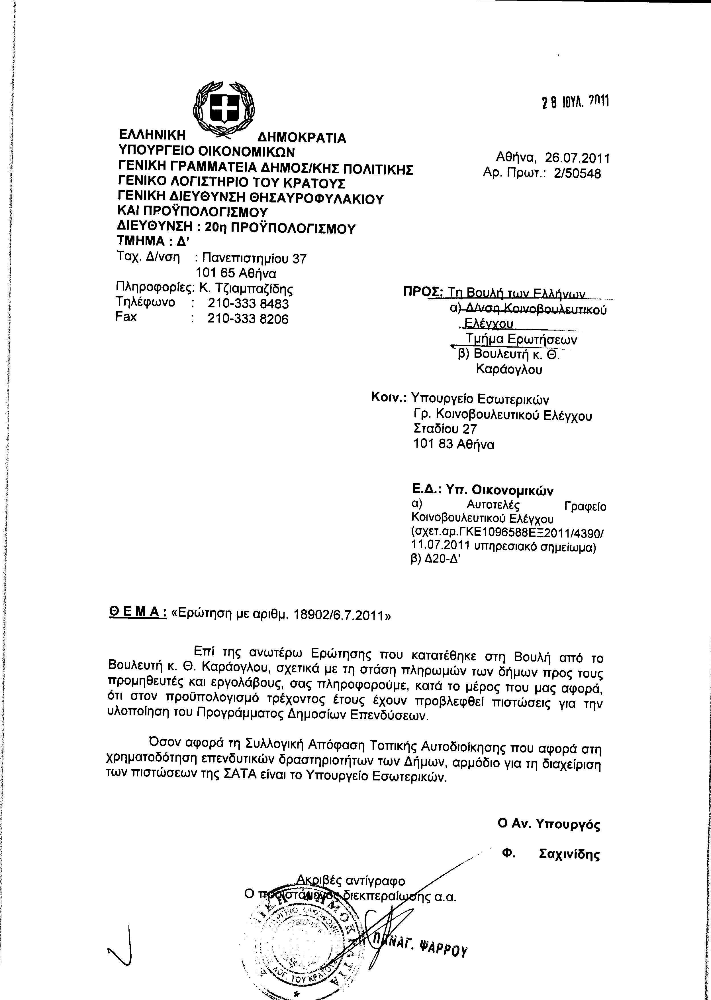 28 ΙΟΥΛ. 2011
ΕΛΛΗΝΙΚΗ ΔΗΜΟΚΡΑΤΙΑ
ΥΠΟΥΡΓΕΙΟ ΟΙΚΟΝΟΜΙΚΩΝ
ΓΕΝΙΚΗ ΓΡΑΜΜΑΤΕΙΑ ΔΗΜΟΣ/ΚΗΣ ΠΟΛΙΤΙΚΗΣ
ΓΕΝΙΚΟ ΛΟΓΙΣΤΗΡΙΟ ΤΟΥ ΚΡΑΤΟΥΣ
ΓΕΝΙΚΗ ΔΙΕΥΘΥΝΣΗ ΘΗΣΑΥΡΟΦΥΛΑΚΙΟΥ
ΚΑΙ ΠΡΟΫΠΟΛΟΓΙΣΜΟΥ
ΔΙΕΥΘΥΝΣΗ : 20η ΠΡΟΫΠΟΛΟΓΙΣΜΟΥ
ΤΜΗΜΑ : Δ’
Ταχ. Δ/νση : Πανεπιστημίου 37
101 65 Αθήνα
Πληροφορίες: Κ. Τζιαμπαζίδης
Τηλέφωνο : 210-333 8483
Fax : 210-333 8206
Αθήνα, 26.07.2011
Αρ. Πρωτ.: 2/50548
ΠΡΟΣ: Τη Βουλή των Ελλήνων
α) Δ/νση Κοινοβουλευτικού
Ελέγχου
Τμήμα Ερωτήσεων
β) Βουλευτή κ. Θ.
Καράογλου
Κοιν.: Υπουργείο Εσωτερικών
Γρ. Κοινοβουλευτικού Ελέγχου
Σταδίου 27
101 83 Αθήνα
Ε.Δ.: Υπ. Οικονομικών
α) Αυτοτελές Γραφείο
Κοινοβουλευτικού Ελέγχου
(σχετ.αρ.ΓΚΕ1096588ΕΞ2011/4390/
11.07.2011 υπηρεσιακό σημείωμα)
β) Δ20-Δ’
Θ Ε Μ Α : «Ερώτηση με αριθμ. 18902/6.7.2011»
Επί της ανωτέρω Ερώτησης που κατατέθηκε στη Βουλή από το
Βουλευτή κ. Θ. Καράογλου, σχετικά με τη στάση πληρωμών των δήμων προς τους
προμηθευτές και εργολάβους, σας πληροφορούμε, κατά το μέρος που μας αφορά,
ότι στον προϋπολογισμό τρέχοντος έτους έχουν προβλεφθεί πιστώσεις για την
υλοποίηση του Προγράμματος Δημοσίων Επενδύσεων.
Όσον αφορά τη Συλλογική Απόφαση Τοπικής Αυτοδιοίκησης που αφορά στη
χρηματοδότηση επενδυτικών δραστηριοτήτων των Δήμων, αρμόδιο για τη διαχείριση
των πιστώσεων της ΣΑΤΑ είναι το Υπουργείο Εσωτερικών.
Ο Αν. Υπουργός
Φ. Σαχινίδης
Ακριβές αντίγραφο
Ο προϊστάμενος διεκπεραίωσης α.α.
ΠΑΝΑΓ. ΨΑΡΡΟΥ
ΔΗΜΟΚΡΑΤΙΑ
ΛΟΓ. ΤΟΥ ΚΡΑΤΟΥΣ